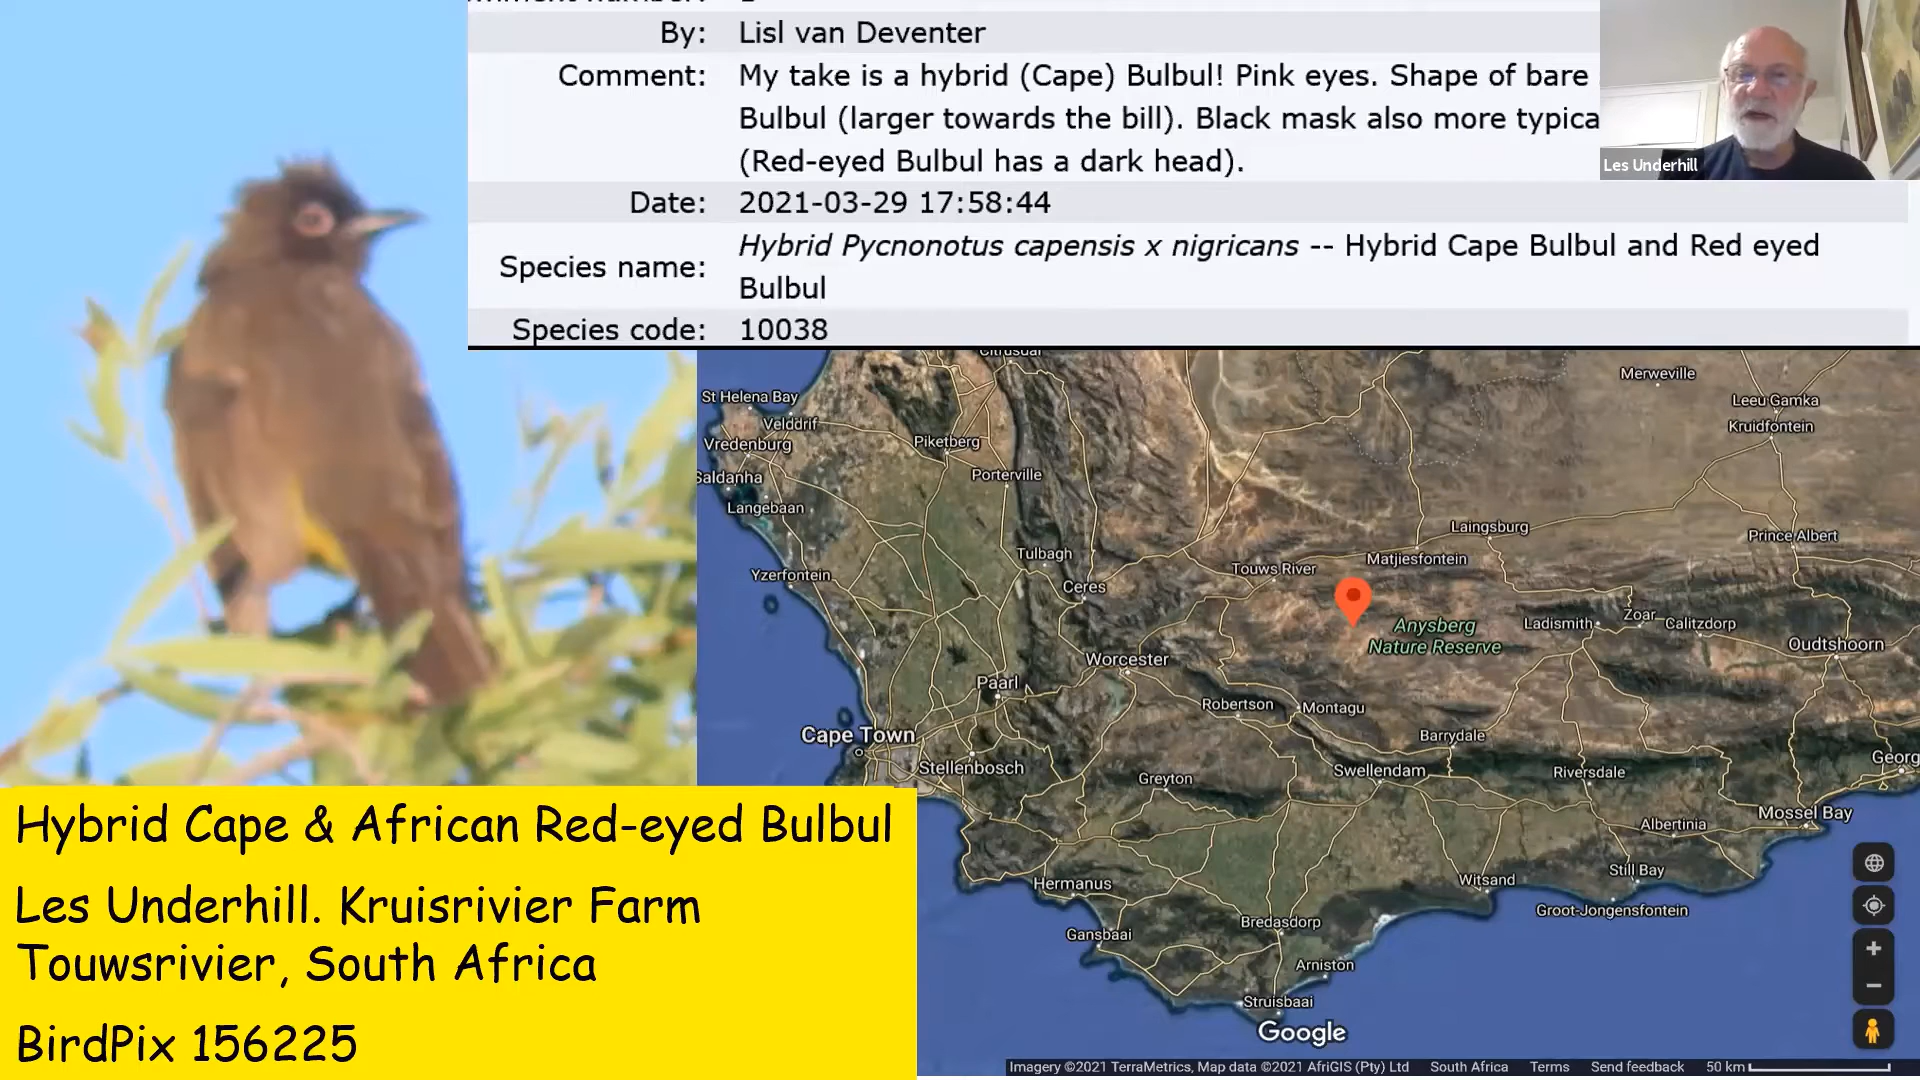 By: Lisl van Deventer
Comment: My take is a hybrid (Cape) Bulbul! Pink eyes. Shape of bare
Bulbul (larger towards the bill). Black mask also more
(Red-eyed Bulbul has a dark head).
Date: 2021-03-29 17:58:44
Species name: Hybrid Pycnonotus capensis x nigricans -- Hybrid Cape Bulbul and Red eyed
Bulbul
Species code: 10038
Les Underhill
St Helena Bay
Velddrif
Vredenburg
Saldanha
Langebaan
Piketberg
Porterville
Merweville
Leeu Gamka
Kruidfontein
Laingsburg
Prince Albert
Matjiesfontein
Tulbagh
Touws River
Yzerfontein
Ceres
Anysberg
Nature Reserve
Ladismith
Zoar
Calitzdorp
Oudtshoorn
Worcester
Paarl
Robertson
Montagu
Cape Town
Barrydale
Stellenbosch
Greyton
Swellendam
Riversdale
Georg
Mossel Bay
Albertinia
Hermanus
Witsand
Still Bay
Groot-Jongensfontein
Bredasdorp
Gansbaai
Arniston
Struisbaai
Google
Imagery ©2021 TerraMetrics, Map data ©2021 AfriGIS (Pty) Ltd South Africa Terms Send feedback 50 km
Hybrid Cape & African Red-eyed Bulbul
Les Underhill. Kruisrivier Farm
Touwsrivier, South Africa
BirdPix 156225